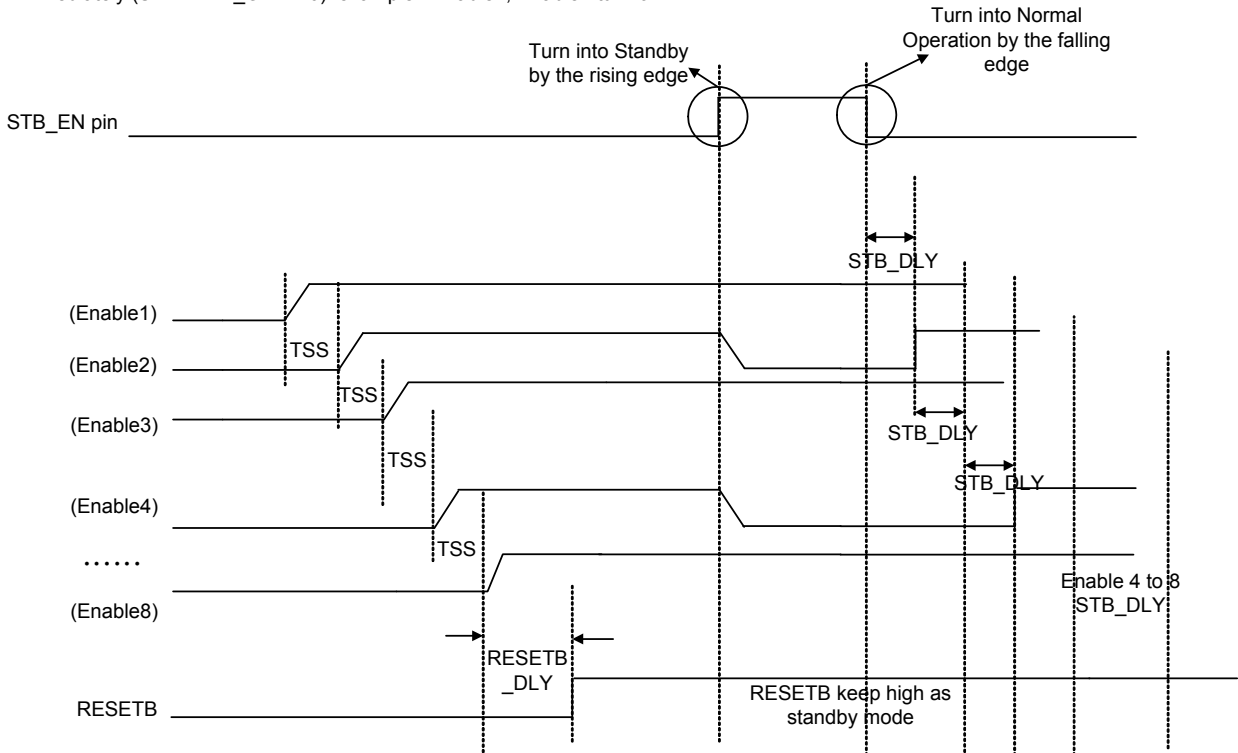 Turn into Standby
by the rising edge
Turn into Normal
Operation by the falling
edge
STB_EN pin
STB_DLY
(Enable1)
TSS
(Enable2)
TSS
(Enable3)
STB_DLY
TSS
STB_DLY
(Enable4)
TSS
......
(Enable8)
Enable 4 to 8
STB_DLY
RESETB
_DLY
RESETB
RESETB keep high as
standby mode